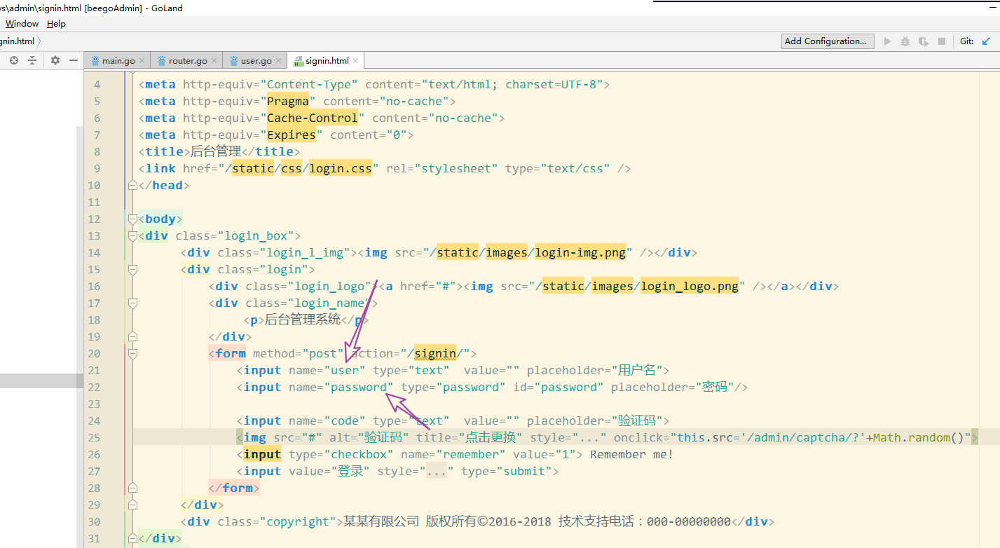 ws\admin\signin.html [beegoAdmin] - GoLand
Window Help
gnin.html
Add Configuration... Git:
main.go router.go user.go signin.html
4 <meta http-equiv="Content-Type" content="text/html; charset=UTF-8">
5 <meta http-equiv="Pragma" content="no-cache">
6 <meta http-equiv="Cache-Control" content="no-cache">
7 <meta http-equiv="Expires" content="0">
8 <title>后台管理</title>
9 <link href="/static/css/login.css" rel="stylesheet" type="text/css" />
10 </head>
11
12 <body>
13 <div class="login_box">
14 <div class="login_l_img"><img src="/static/images/login-img.png" /></div>
15 <div class="login">
16 <div class="login_logo"><a href="#"><img src="/static/images/login_logo.png" /></a></div>
17 <div class="login_name">
18 <p>后台管理系统</p>
19 </div>
20 <form method="post" action="/signin/">
21 <input name="user" type="text"  value="" placeholder="用户名">
22 <input name="password" type="password" id="password" placeholder="密码"/>
23
24 <input name="code" type="text"  value="" placeholder="验证码">
25 <img src="#" alt="验证码" title="点击更换" style="..." onclick="this.src='/admin/captcha/?'+Math.random()">
26 <input type="checkbox" name="remember" value="1"> Remember me!
27 <input value="登录" style="..." type="submit">
28 </form>
29 </div>
30 <div class="copyright">某某有限公司 版权所有©2016-2018 技术支持电话：000-00000000</div>
31 </div>